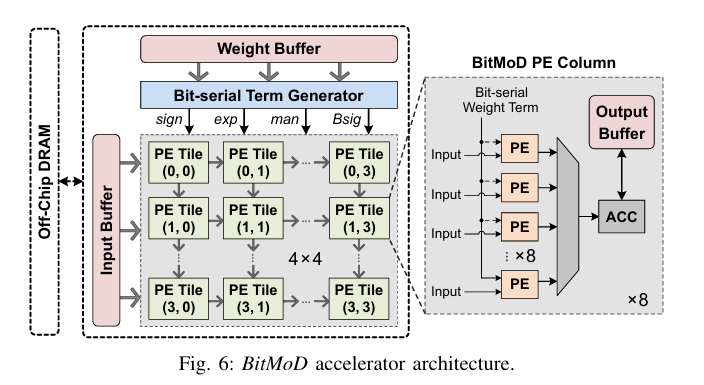 Off-Chip DRAM
Weight Buffer
Bit-serial Term Generator
sign exp man Bsig
Input Buffer
PE Tile
(0, 0)
PE Tile
(0, 1)
...
PE Tile
(0, 3)
PE Tile
(1, 0)
PE Tile
(1, 1)
...
PE Tile
(1, 3)
4×4
PE Tile
(3, 0)
PE Tile
(3, 1)
...
PE Tile
(3, 3)
BitMoD PE Column
Bit-serial
Weight Term
Input
PE
Input
PE
Input
PE
×8
Input
PE
Output
Buffer
ACC
×8
Fig. 6: BitMoD accelerator architecture.